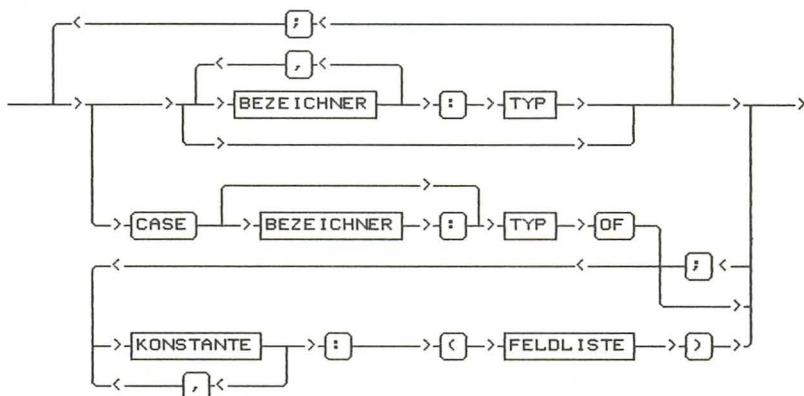 ;
,
BEZEICHNER : TYP
CASE BEZEICHNER : TYP OF
;
KONSTANTE : ( FELDLISTE )
,